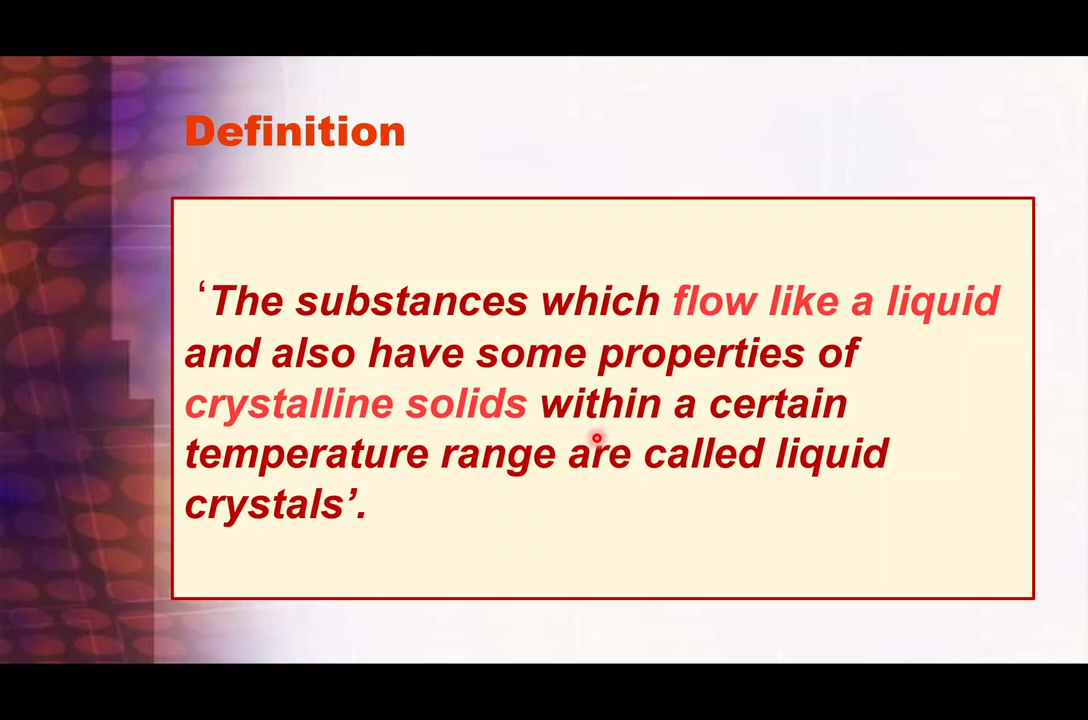 Definition
‘The substances which flow like a liquid
and also have some properties of
crystalline solids within a certain
temperature range are called liquid
crystals’.